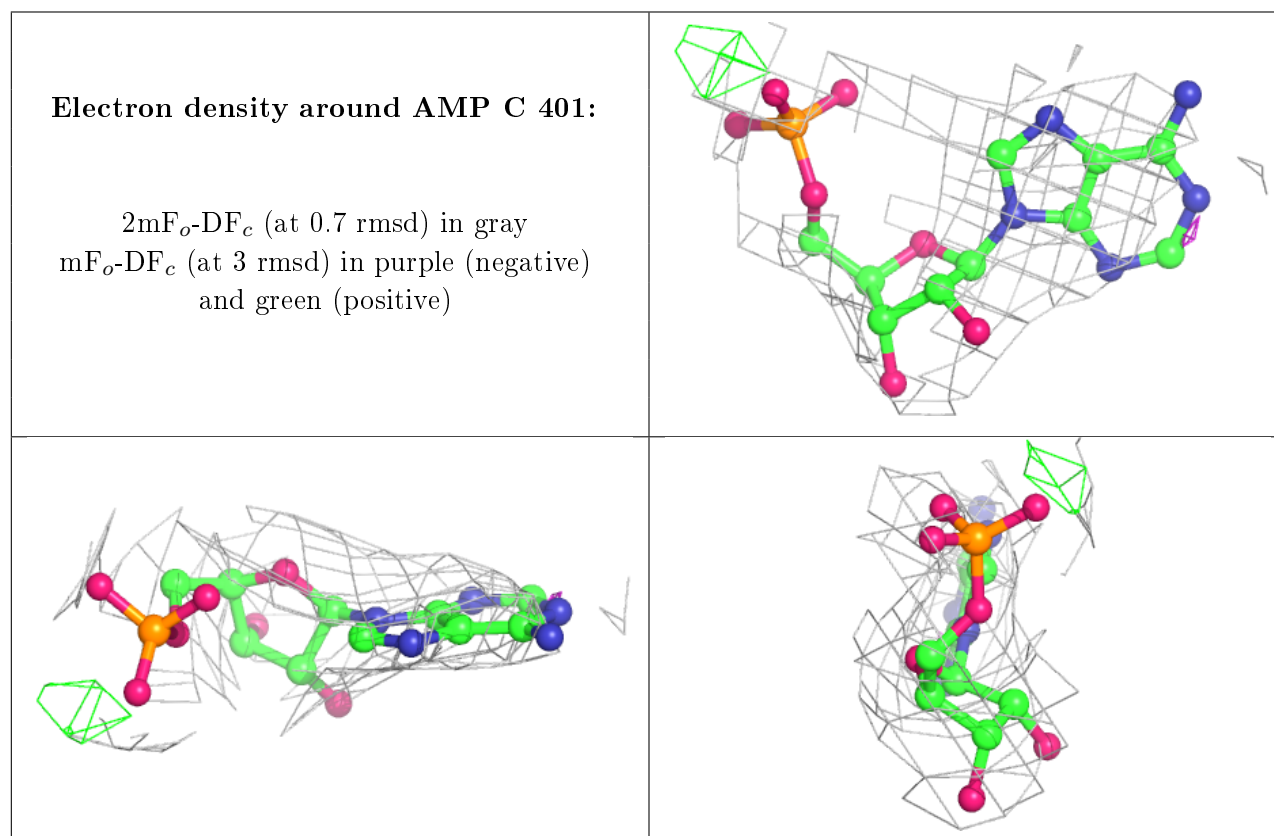 Electron density around AMP C 401:
2mFo-DFc (at 0.7 rmsd) in gray
mFo-DFc (at 3 rmsd) in purple (negative)
and green (positive)